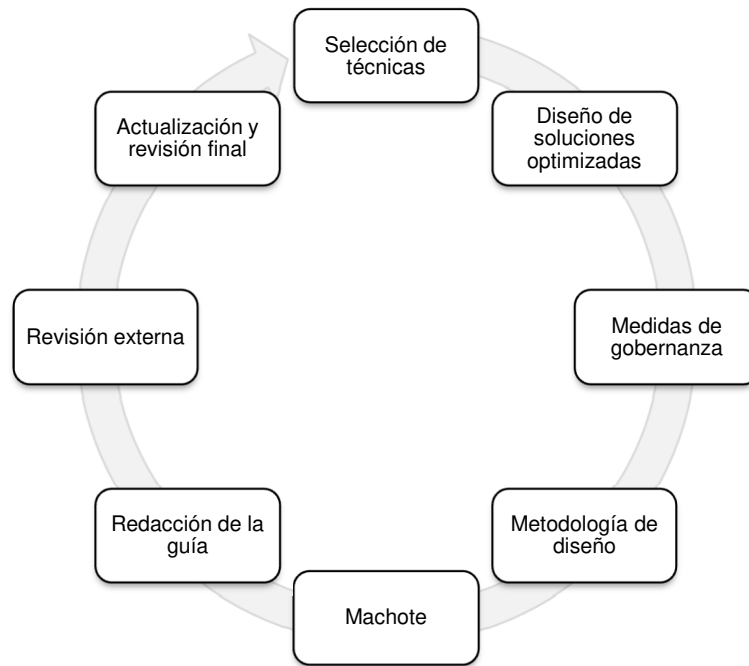 Selección de
técnicas
Diseño de
soluciones
optimizadas
Medidas de
gobernanza
Metodología de
diseño
Machote
Redacción de la
guía
Revisión externa
Actualización y
revisión final